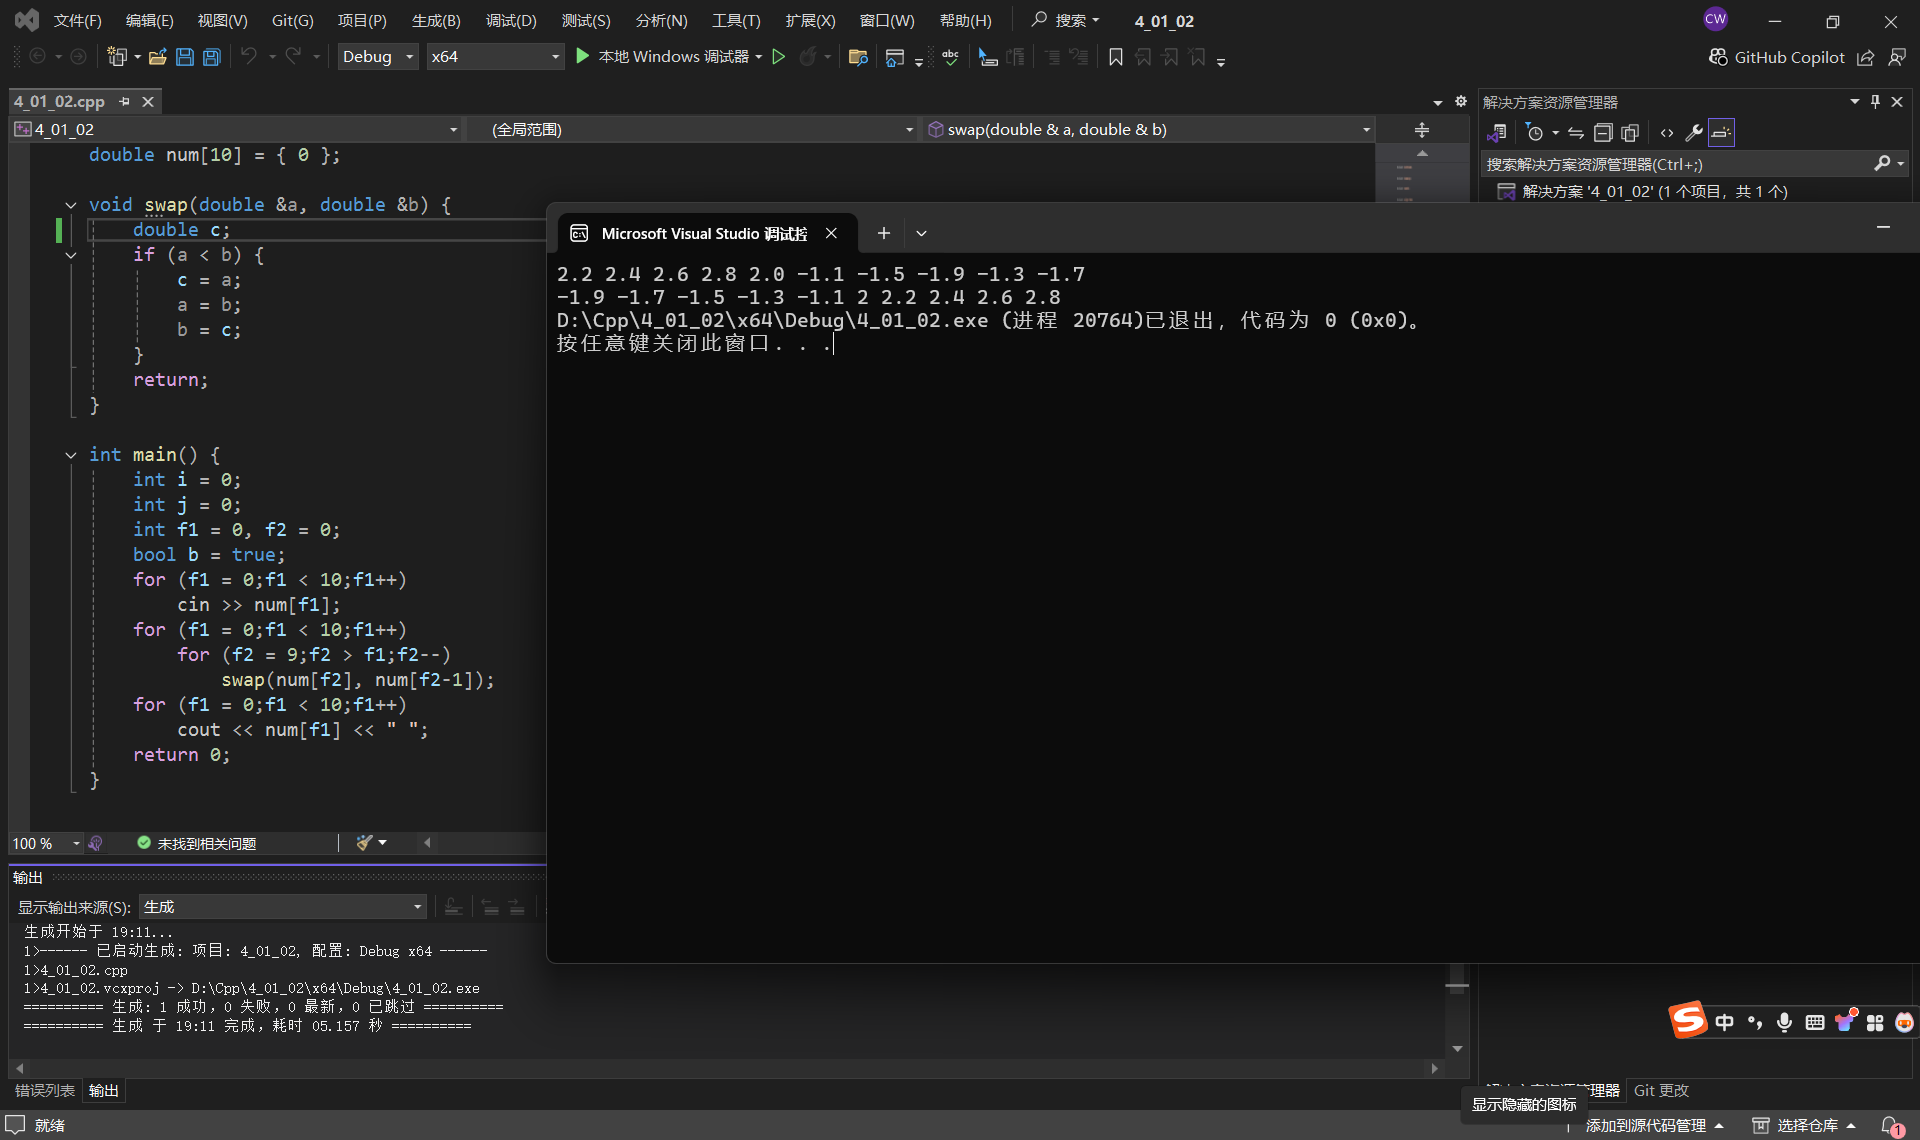 文件(F) 编辑(E) 视图(V) Git(G) 项目(P) 生成(B) 调试(D) 测试(S) 分析(N) 工具(T) 扩展(X) 窗口(W) 帮助(H) 搜索 4_01_02 CW
Debug x64 本地 Windows 调试器 abc GitHub Copilot
4_01_02.cpp
4_01_02 (全局范围) swap(double & a, double & b)
double num[10] = { 0 };
void swap(double &a, double &b) {
double c;
if (a < b) {
c = a;
a = b;
b = c;
}
return;
}
int main() {
int i = 0;
int j = 0;
int f1 = 0, f2 = 0;
bool b = true;
for (f1 = 0;f1 < 10;f1++)
cin >> num[f1];
for (f1 = 0;f1 < 10;f1++)
for (f2 = 9;f2 > f1;f2--)
swap(num[f2], num[f2-1]);
for (f1 = 0;f1 < 10;f1++)
cout << num[f1] << " ";
return 0;
}
100 % 未找到相关问题
Microsoft Visual Studio 调试控
2.2 2.4 2.6 2.8 2.0 -1.1 -1.5 -1.9 -1.3 -1.7
-1.9 -1.7 -1.5 -1.3 -1.1 2 2.2 2.4 2.6 2.8
D:\Cpp\4_01_02\x64\Debug\4_01_02.exe (进程 20764)已退出，代码为 0 (0x0)。
按任意键关闭此窗口. . .
解决方案资源管理器
搜索解决方案资源管理器(Ctrl+;)
解决方案 '4_01_02' (1 个项目，共 1 个)
输出
显示输出来源(S): 生成
生成开始于 19:11...
1>------ 已启动生成: 项目: 4_01_02, 配置: Debug x64 ------
1>4_01_02.cpp
1>4_01_02.vcxproj -> D:\Cpp\4_01_02\x64\Debug\4_01_02.exe
========== 生成: 1 成功，0 失败，0 最新，0 已跳过 ==========
========== 生成 于 19:11 完成，耗时 05.157 秒 ==========
中
错误列表 输出
Git 更改
显示隐藏的图标
就绪 添加到源代码管理 选择仓库 1